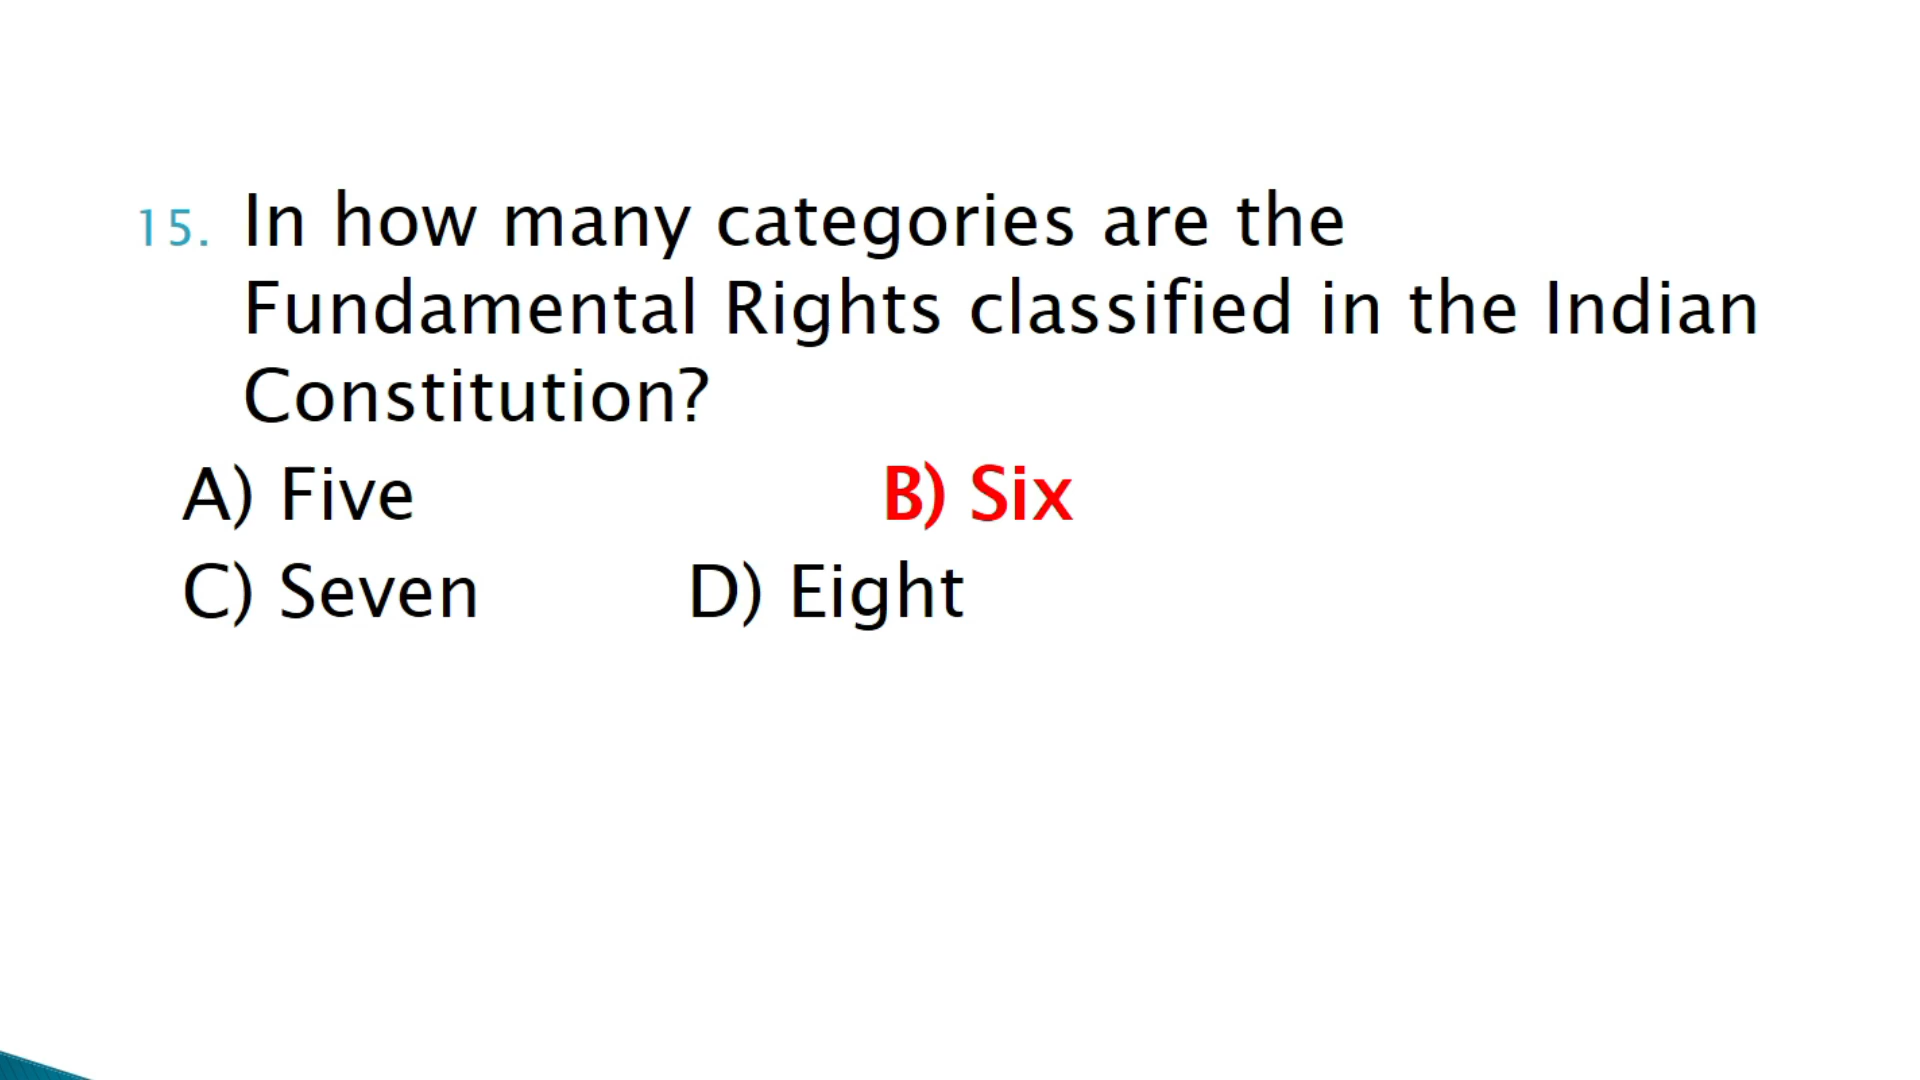 15. In how many categories are the
Fundamental Rights classified in the Indian
Constitution?
A) Five B) Six
C) Seven D) Eight